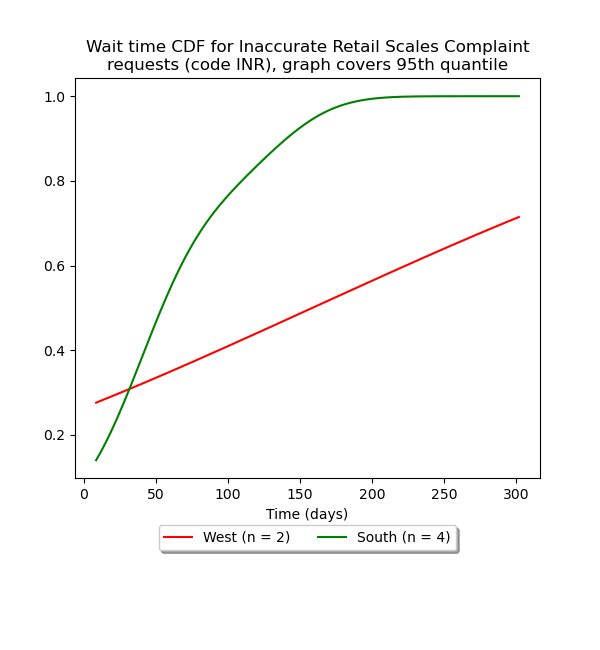 Wait time CDF for Inaccurate Retail Scales Complaint
requests (code INR), graph covers 95th quantile
1.0
0.8
0.6
0.4
0.2
0 50 100 150 200 250 300
Time (days)
West (n = 2) South (n = 4)